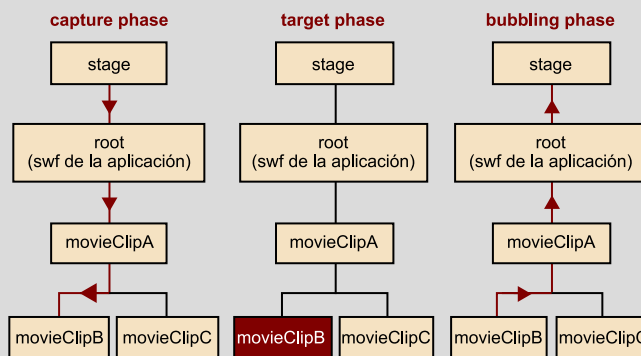 capture phase
target phase
bubbling phase
stage
stage
stage
root
(swf de la aplicación)
root
(swf de la aplicación)
root
(swf de la aplicación)
movieClipA
movieClipA
movieClipA
movieClipB
movieClipC
movieClipB
movieClipC
movieClipB
movieClipC